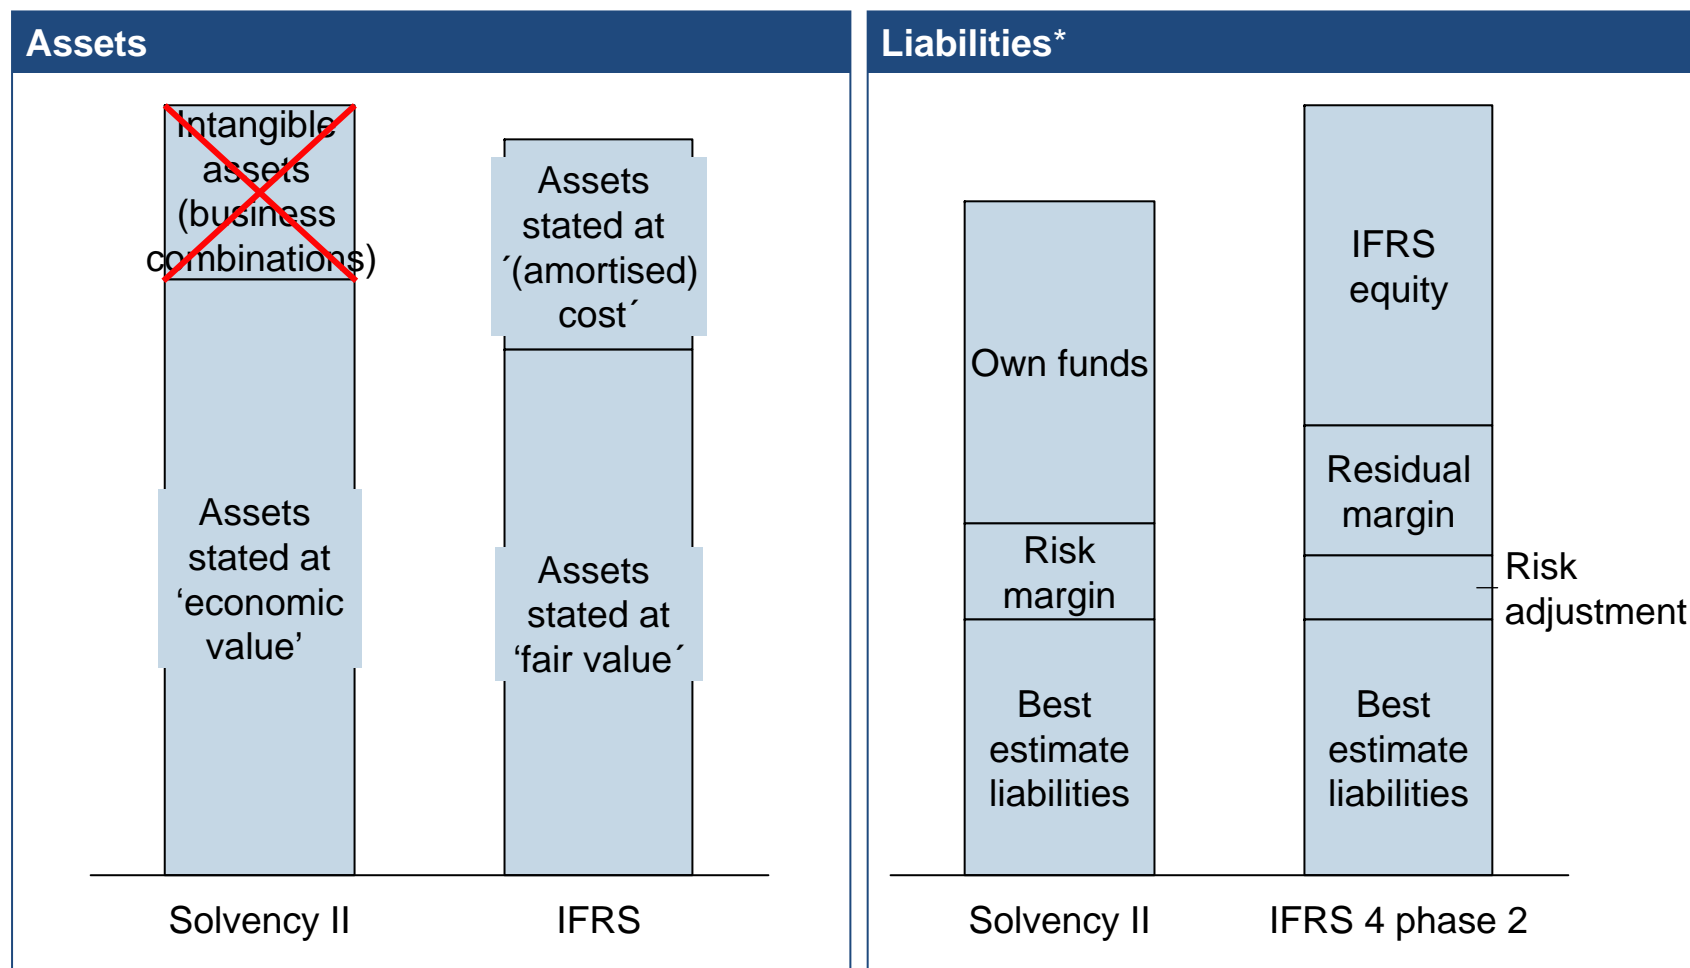 Assets
Intangible
assets
(business
combinations)
Assets
stated at
‘economic
value’
Assets
stated at
´(amortised)
cost´
Assets
stated at
‘fair value´
Solvency II
IFRS
Liabilities*
Own funds
Risk
margin
Best
estimate
liabilities
IFRS
equity
Residual
margin
Risk
adjustment
Best
estimate
liabilities
Solvency II
IFRS 4 phase 2